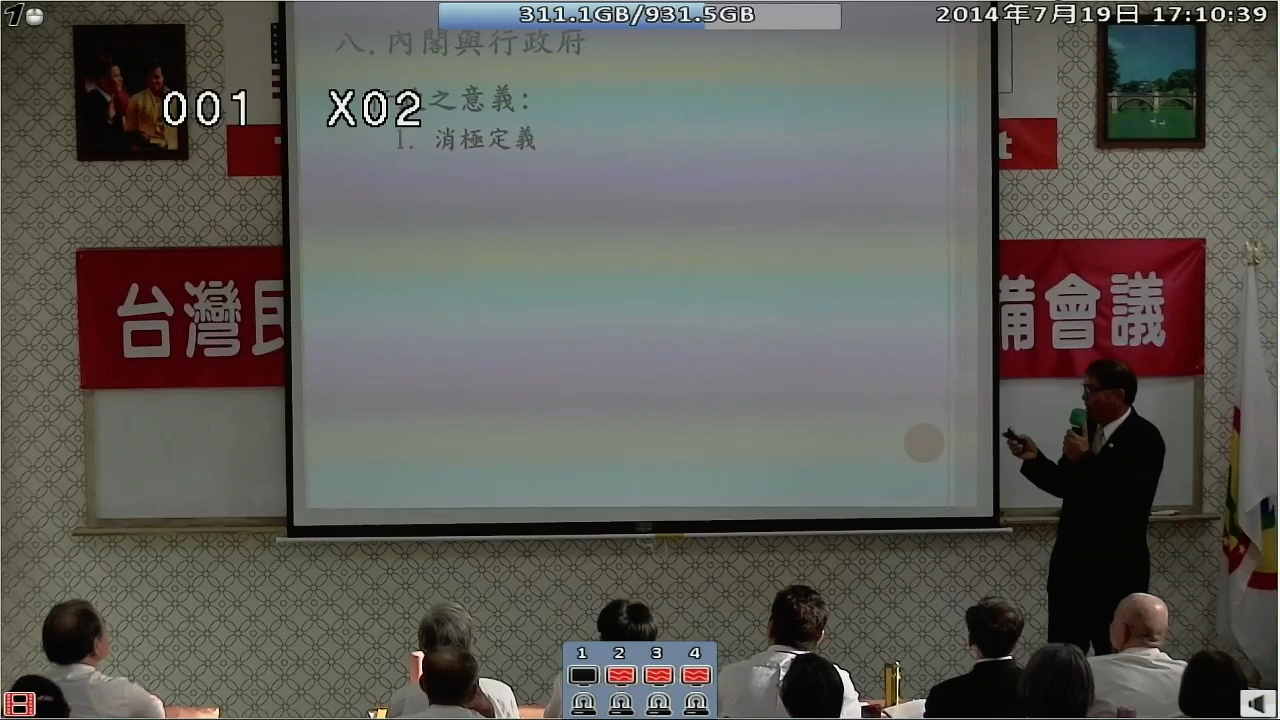 311.1GB/931.5GB
2014年7月19日 17:10:39
八.內閣與行政府
001 X02
之意義:
1. 消極定義
t
台灣民
備會議
1 2 3 4